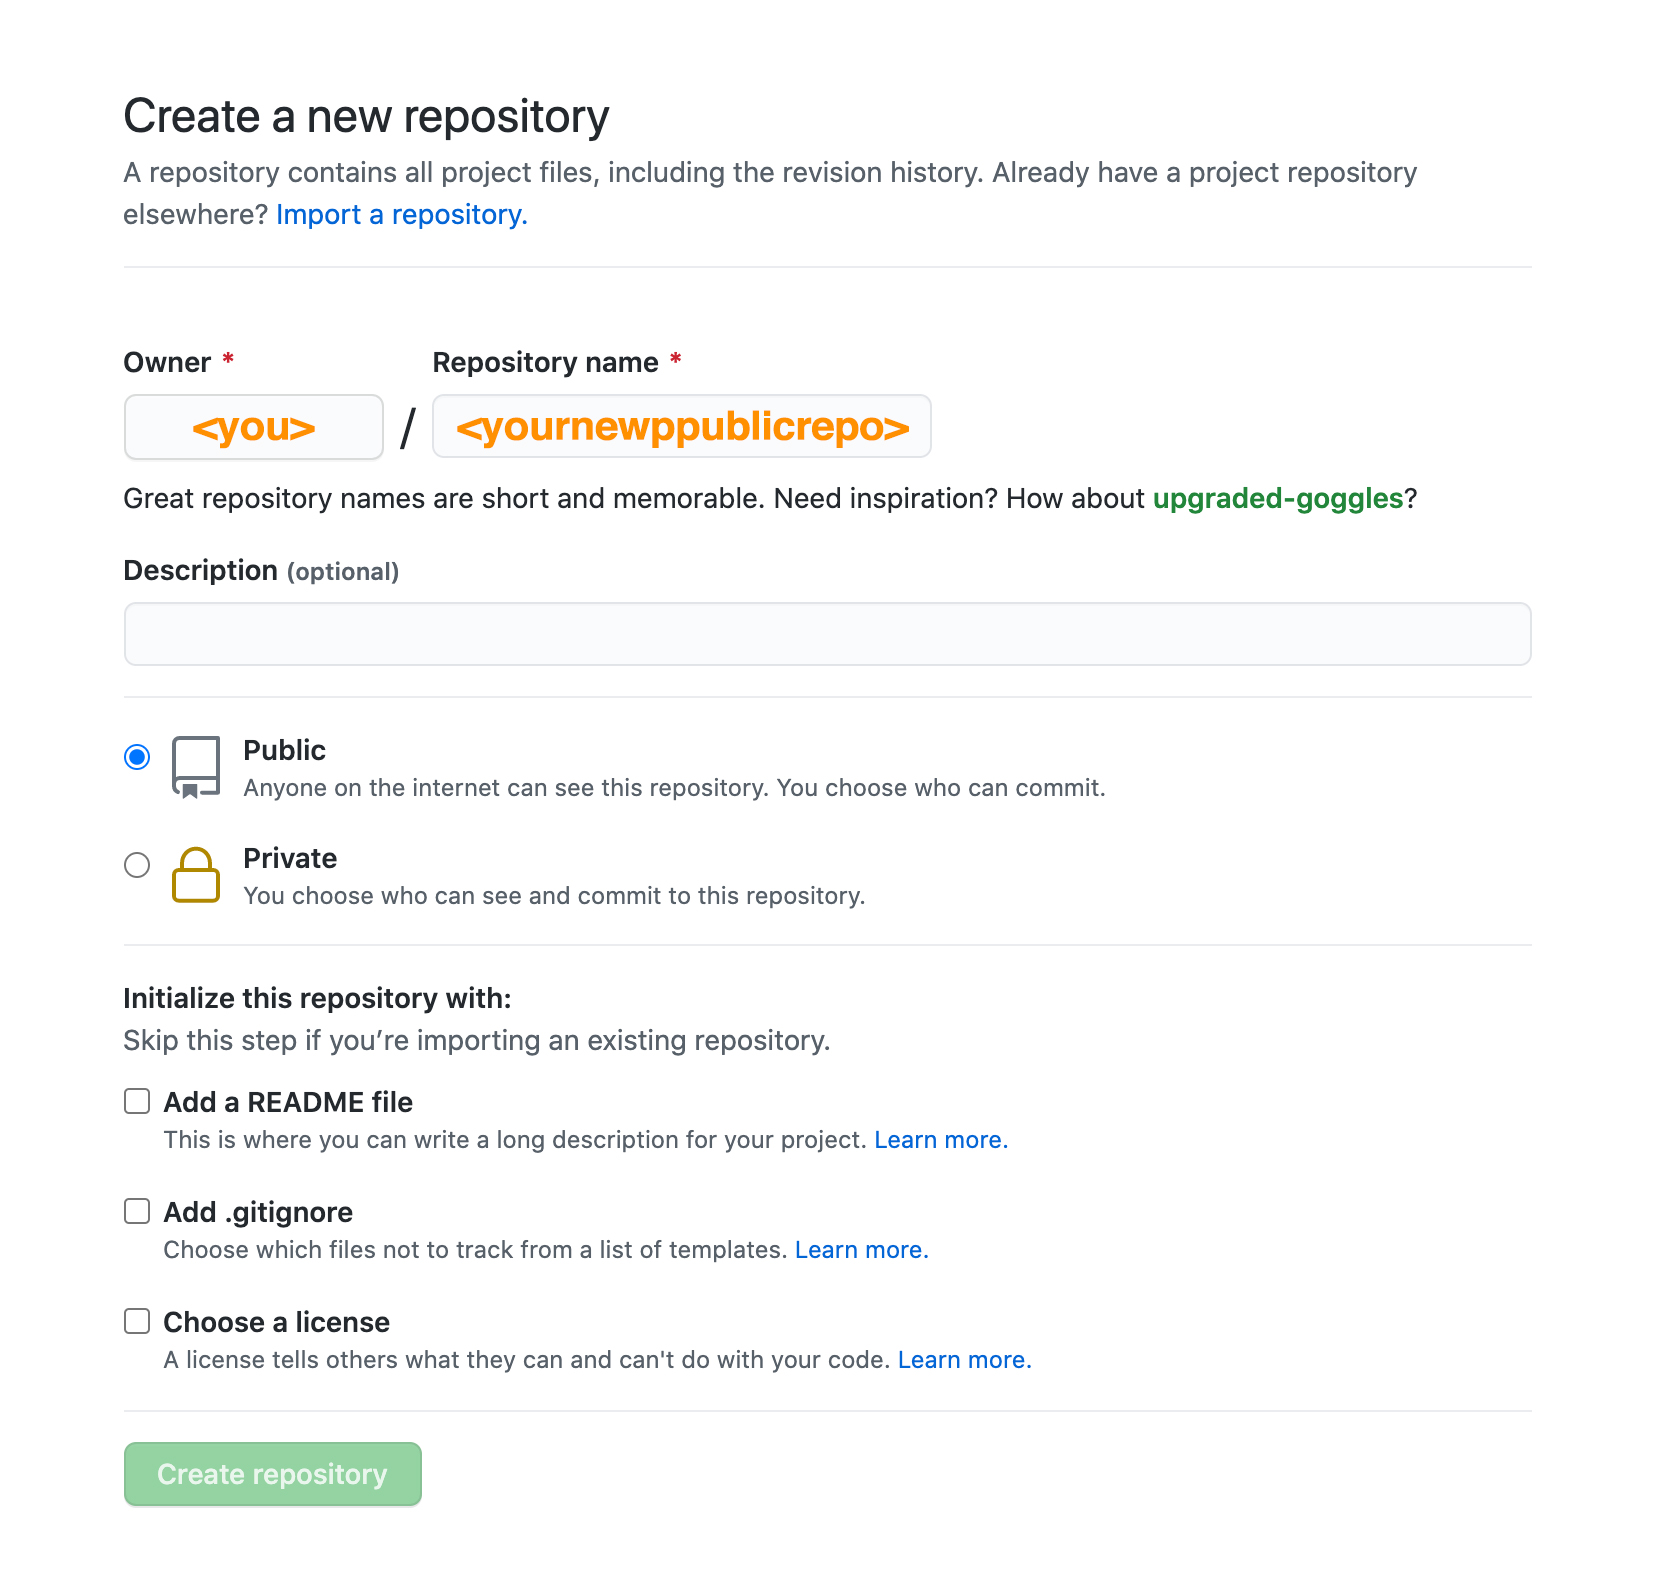 Create a new repository
A repository contains all project files, including the revision history. Already have a project repository
elsewhere? Import a repository.
Owner * Repository name *
<you> / <yournewppublicrepo>
Great repository names are short and memorable. Need inspiration? How about upgraded-goggles?
Description (optional)
Public
Anyone on the internet can see this repository. You choose who can commit.
Private
You choose who can see and commit to this repository.
Initialize this repository with:
Skip this step if you’re importing an existing repository.
Add a README file
This is where you can write a long description for your project. Learn more.
Add .gitignore
Choose which files not to track from a list of templates. Learn more.
Choose a license
A license tells others what they can and can't do with your code. Learn more.
Create repository